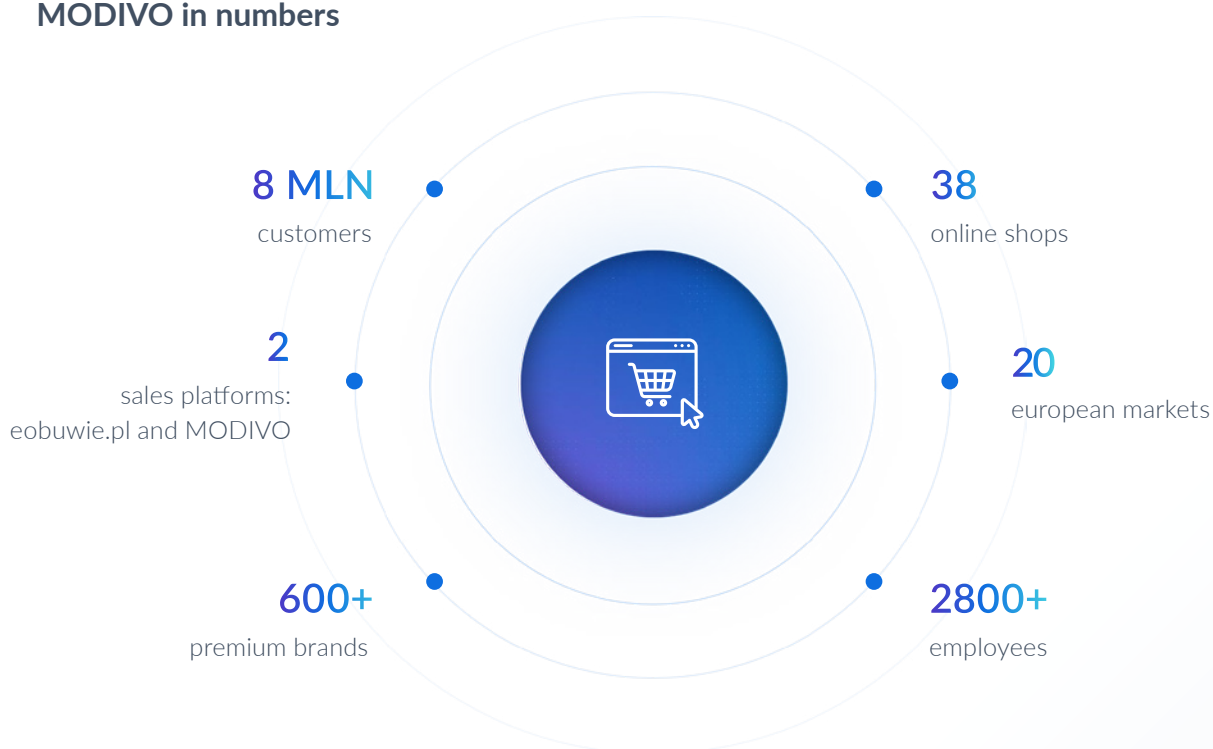 MODIVO in numbers
8 MLN
customers
38
online shops
2
sales platforms:
eobuwie.pl and MODIVO
20
european markets
600+
premium brands
2800+
employees